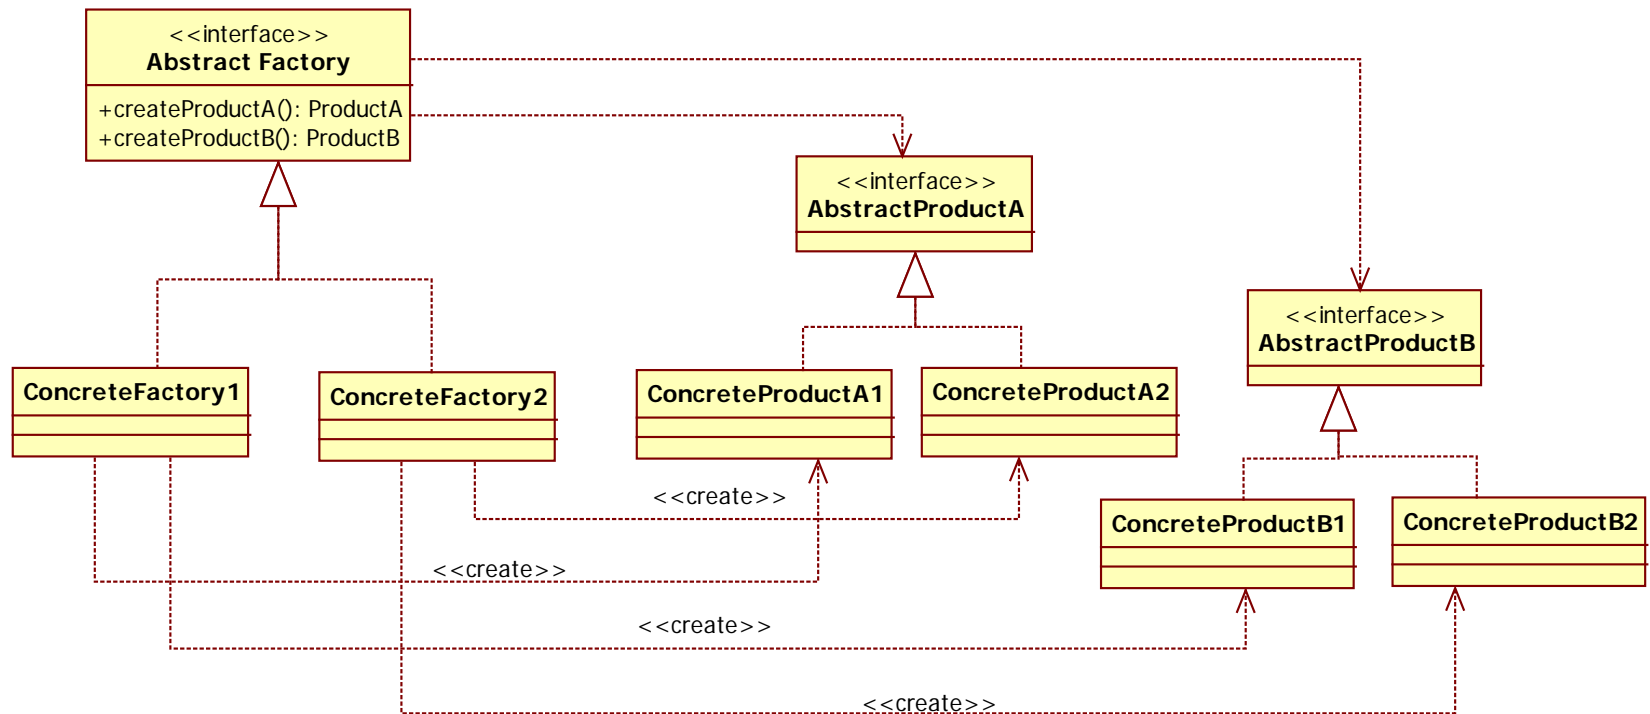 <<interface>>
Abstract Factory
+createProductA(): ProductA
+createProductB(): ProductB
<<interface>>
AbstractProductA
<<interface>>
AbstractProductB
ConcreteFactory1
ConcreteFactory2
ConcreteProductA1
ConcreteProductA2
ConcreteProductB1
ConcreteProductB2
<<create>>
<<create>>
<<create>>
<<create>>